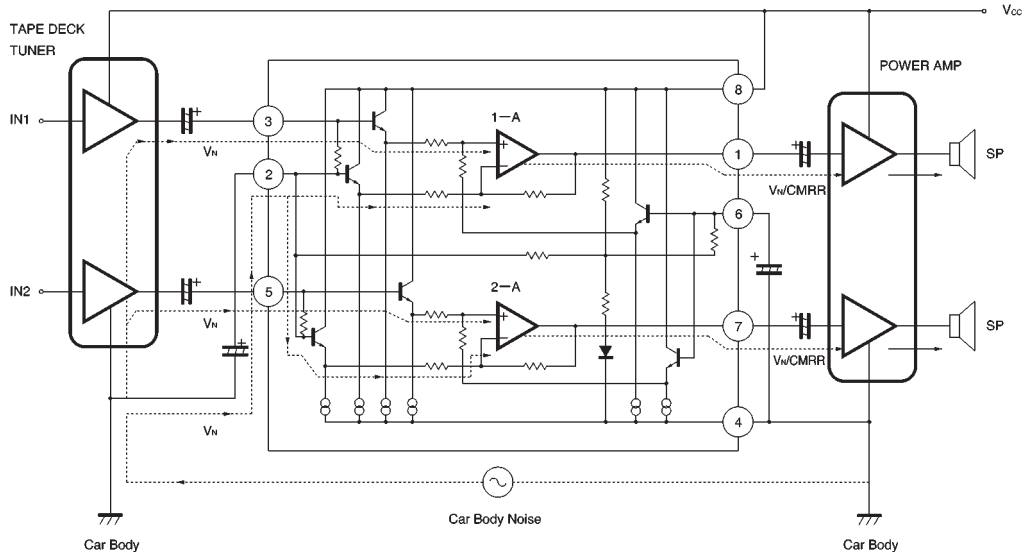 Vcc
TAPE DECK
TUNER
POWER AMP
8
IN1
+
3
1－A
+
−
1
+
SP
VN
2
VN/CMRR
6
+
IN2
+
5
2－A
+
−
7
+
SP
VN
+
VN/CMRR
4
VN
Car Body Noise
Car Body
Car Body